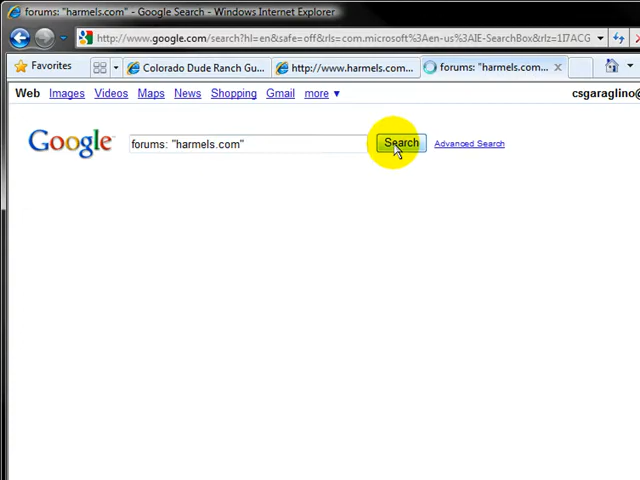 forums: "harmels.com" - Google Search - Windows Internet Explorer
http://www.google.com/search?hl=en&safe=off&rls=com.microsoft%3Aen-us%3AIE-SearchBox&rlz=1I7ACG
Favorites Colorado Dude Ranch Gu... http://www.harmels.com... forums: "harmels.com...
Web Images Videos Maps News Shopping Gmail more csgaraglino@
Google forums: "harmels.com" Search Advanced Search